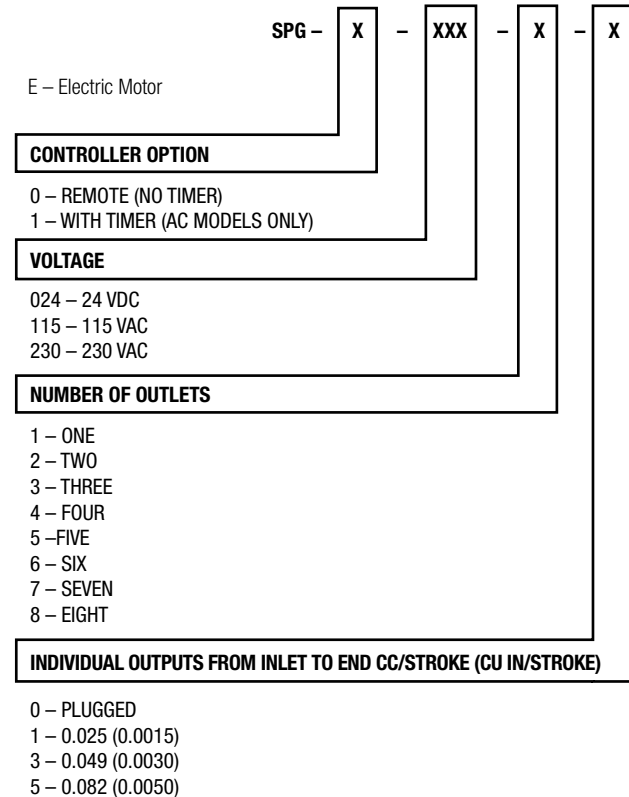 SPG – X – XXX – X – X
E – Electric Motor
CONTROLLER OPTION
0 – REMOTE (NO TIMER)
1 – WITH TIMER (AC MODELS ONLY)
VOLTAGE
024 – 24 VDC
115 – 115 VAC
230 – 230 VAC
NUMBER OF OUTLETS
1 – ONE
2 – TWO
3 – THREE
4 – FOUR
5 –FIVE
6 – SIX
7 – SEVEN
8 – EIGHT
INDIVIDUAL OUTPUTS FROM INLET TO END CC/STROKE (CU IN/STROKE)
0 – PLUGGED
1 – 0.025 (0.0015)
3 – 0.049 (0.0030)
5 – 0.082 (0.0050)